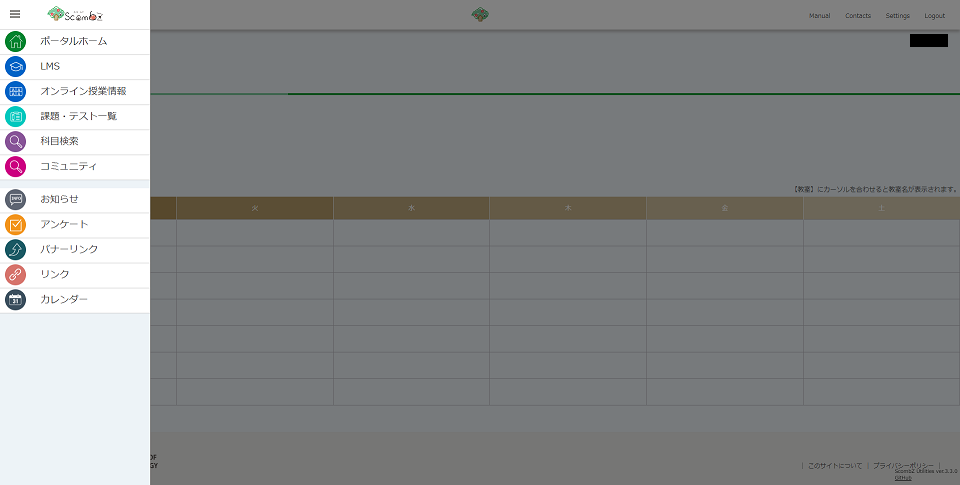 ScombZ
Manual Contacts Settings Logout
ポータルホーム
LMS
オンライン授業情報
課題・テスト一覧
科目検索
コミュニティ
お知らせ
アンケート
バナーリンク
リンク
カレンダー
【教室】にカーソルを合わせると教室名が表示されます。
火 水 木 金 土
OF
GY
| このサイトについて | プライバシーポリシー |
ScombZ Utilities ver.3.3.0
GitHub